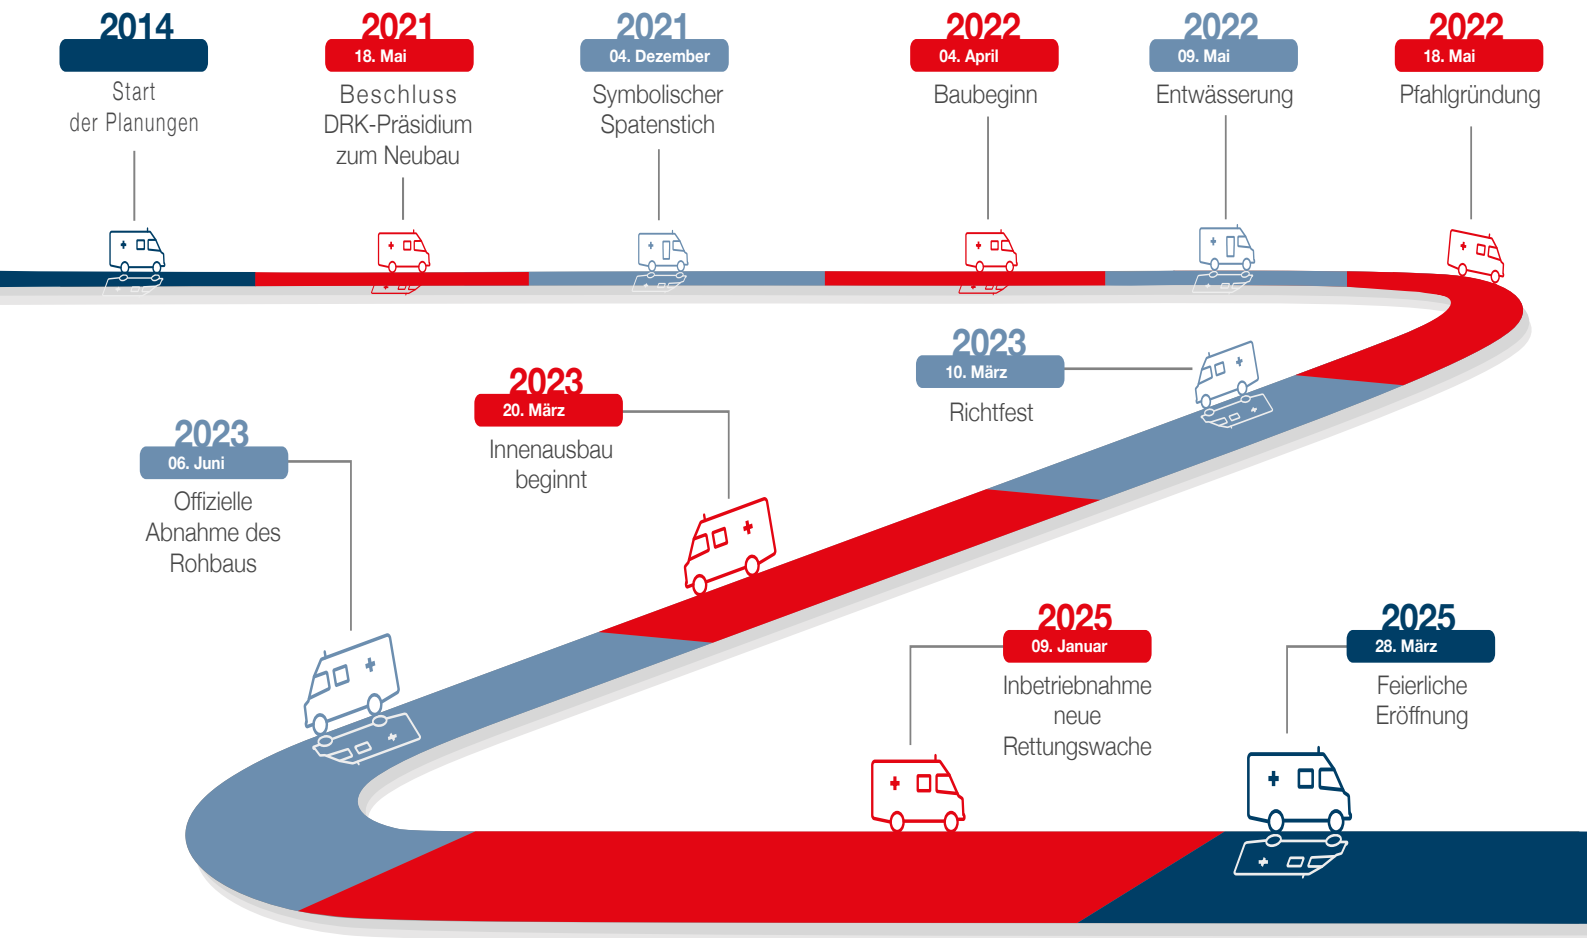 2014
Start
der Planungen
2021
18. Mai
Beschluss
DRK-Präsidium
zum Neubau
2021
04. Dezember
Symbolischer
Spatenstich
2022
04. April
Baubeginn
2022
09. Mai
Entwässerung
2022
18. Mai
Pfahlgründung
2023
10. März
Richtfest
2023
20. März
Innenausbau
beginnt
2023
06. Juni
Offizielle
Abnahme des
Rohbaus
2025
09. Januar
Inbetriebnahme
neue
Rettungswache
2025
28. März
Feierliche
Eröffnung